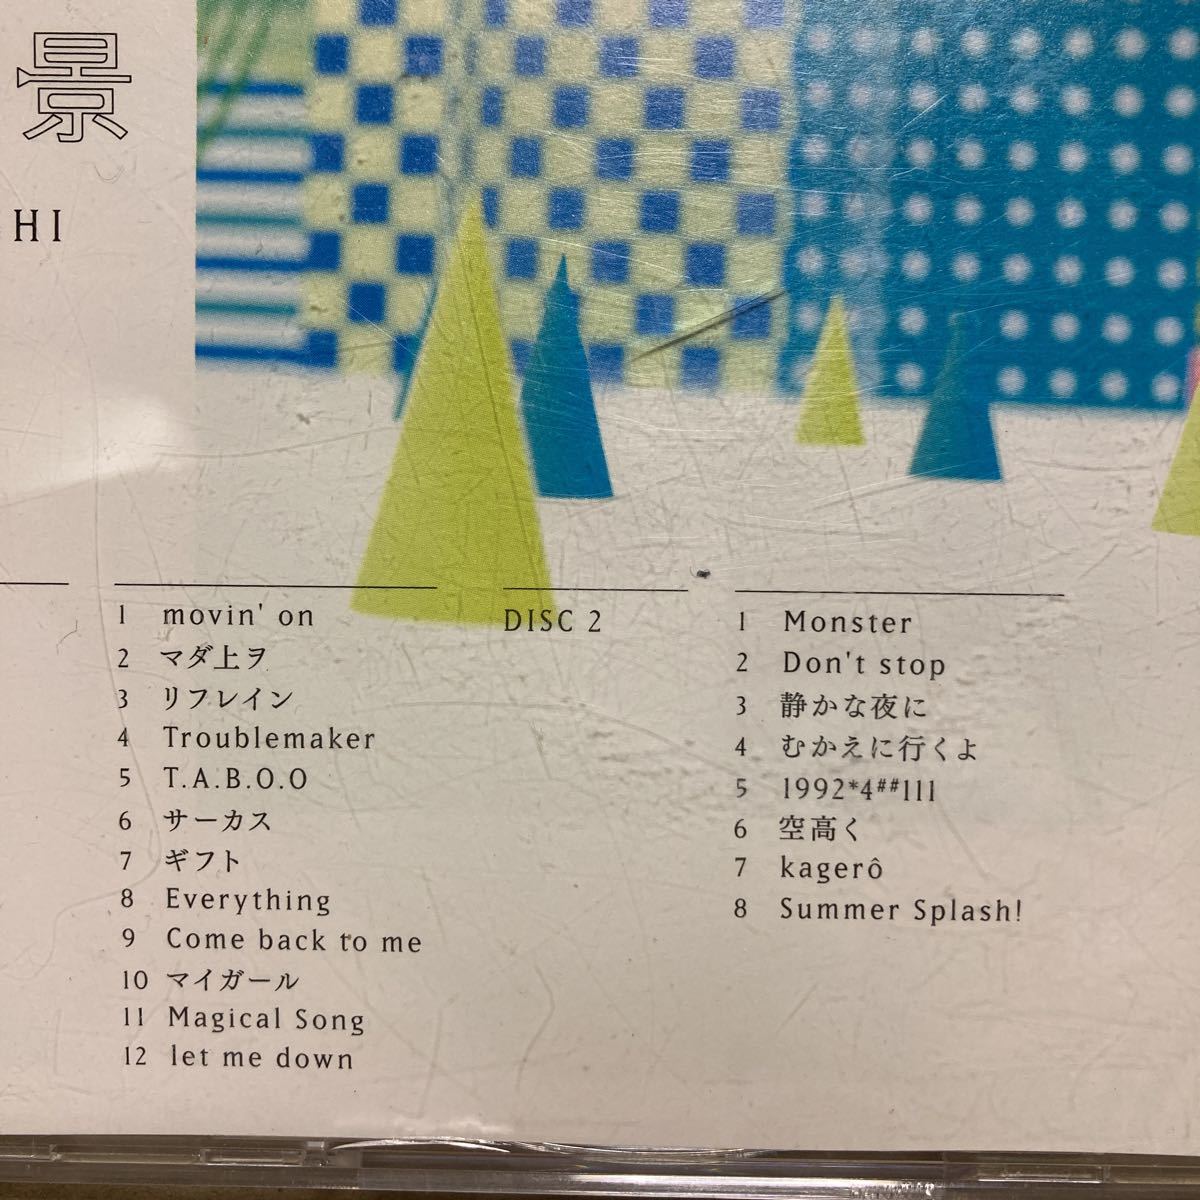 景
HI
1 movin' on
2 マダ上ヲ
3 リフレイン
4 Troublemaker
5 T.A.B.O.O
6 サーカス
7 ギフト
8 Everything
9 Come back to me
10 マイガール
11 Magical Song
12 let me down
DISC 2
1 Monster
2 Don't stop
3 静かな夜に
4 むかえに行くよ
5 1992*4##111
6 空高く
7 kagerô
8 Summer Splash!